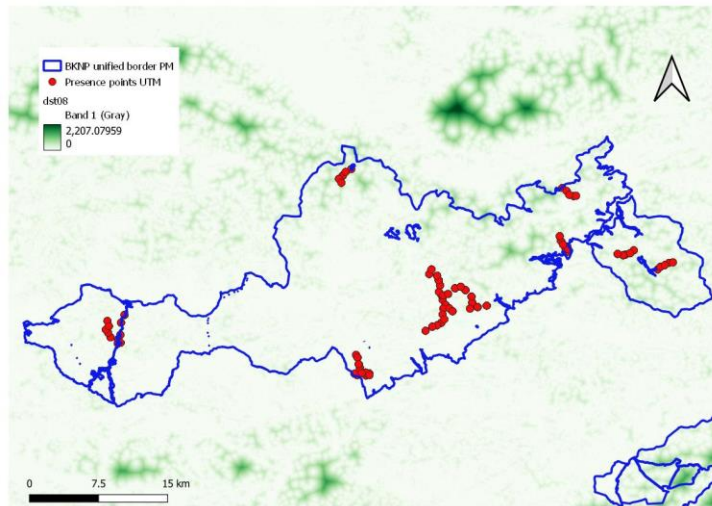 BKNP unified border PM
Presence points UTM
dst08
Band 1 (Gray)
2,207.07959
0
0 7.5 15 km